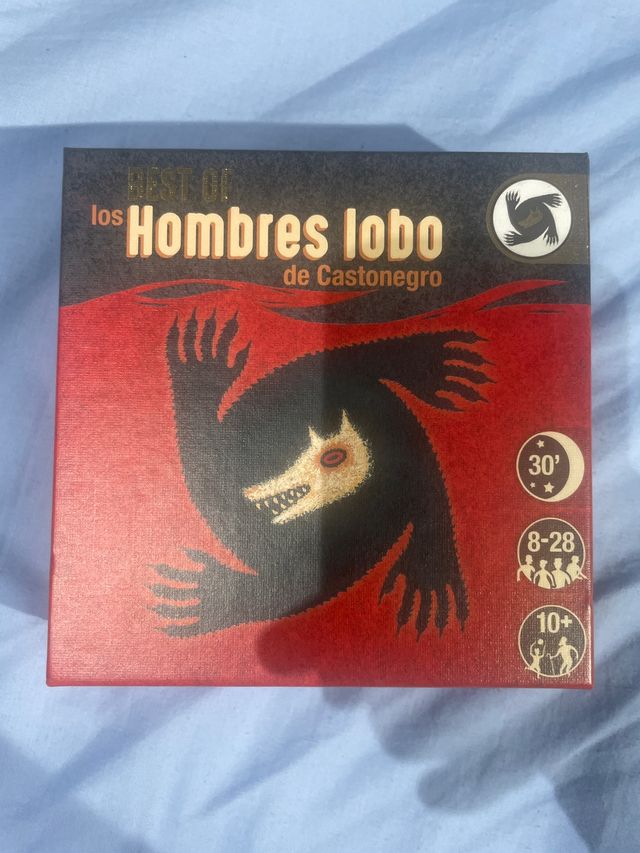 BEST OF
los Hombres lobo
de Castonegro
30'
8-28
10+